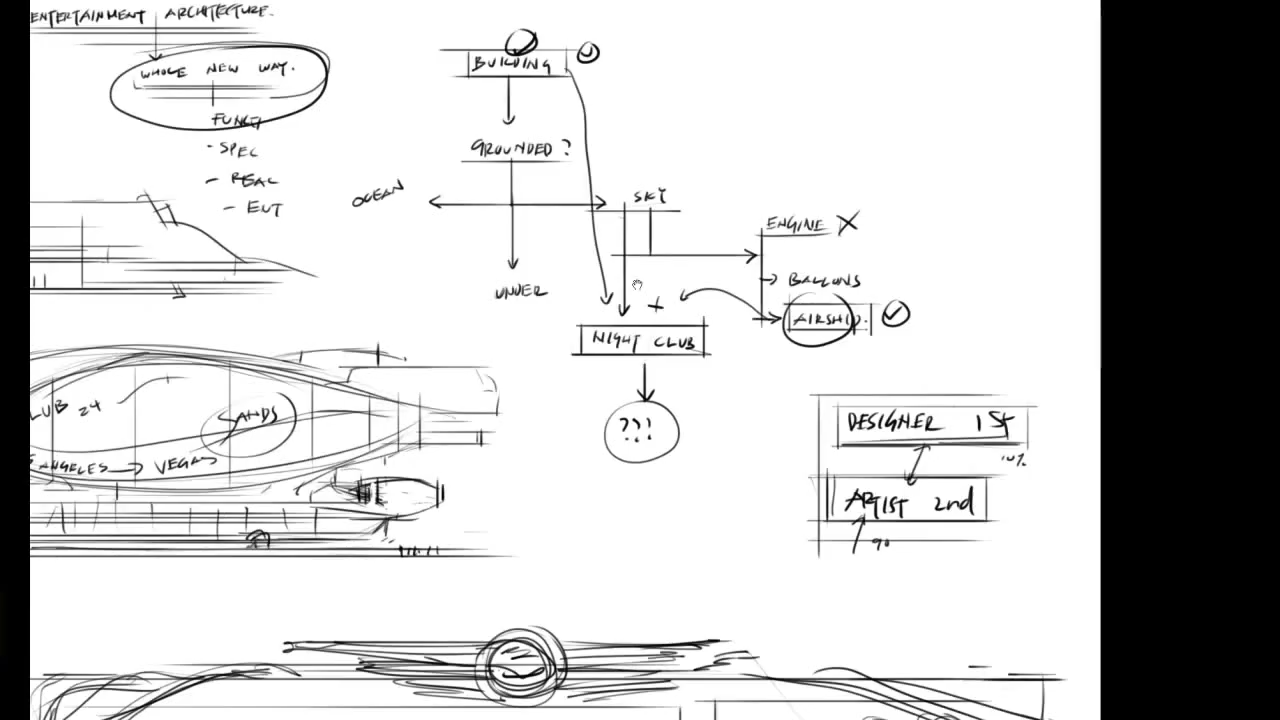 ENTERTAINMENT ARCHITECTURE.
WHOLE NEW WAY.
- SPEC
- REAL
- ENT
BUILDING
GROUNDED?
OCEAN
SKY
UNDER
ENGINE X
BALLONS
AIRSHIP.
+
NIGHT CLUB
???
CLUB 24
SANDS
ANGELES → VEGAS
DESIGNER 1St
10%
ARTIST 2nd
90